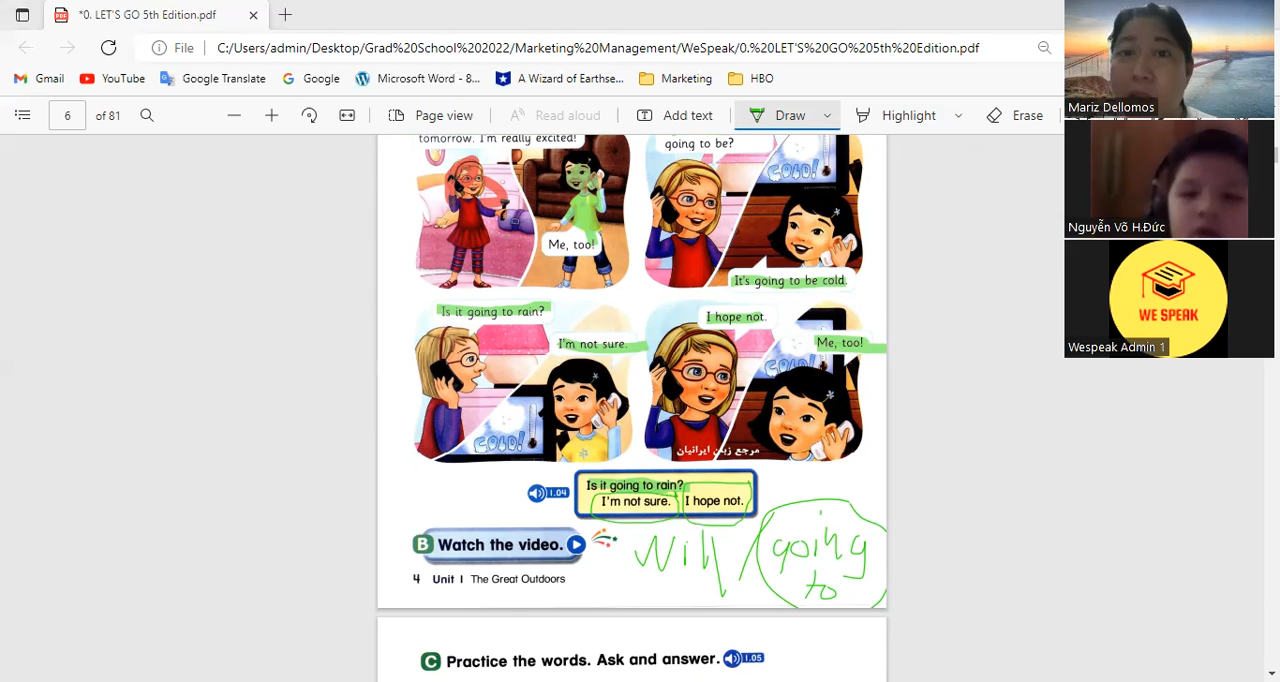 *0. LET'S GO 5th Edition.pdf
File C:/Users/admin/Desktop/Grad%20School%202022/Marketing%20Management/WeSpeak/0.%20LET'S%20GO%205th%20Edition.pdf
Gmail YouTube Google Translate Google Microsoft Word - 8... A Wizard of Earthse... Marketing HBO
6 of 81 Page view Read aloud Add text Draw Highlight Erase
Mariz Dellomos
Nguyễn Võ H.Đức
WE SPEAK
Wespeak Admin 1
tomorrow. I'm really excited!
Me, too!
going to be?
COLD!
It's going to be cold.
Is it going to rain?
I'm not sure.
COLD!
I hope not.
Me, too!
COLD!
مرجع زبان ایرانیان
1.04
Is it going to rain?
I'm not sure. I hope not.
B Watch the video.
Will / going
to
4 Unit 1 The Great Outdoors
C Practice the words. Ask and answer. 1.05